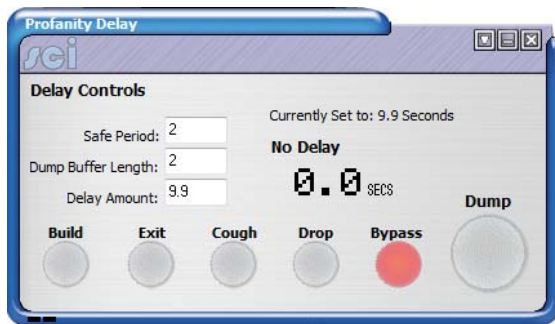 Profanity Delay
sci
Delay Controls
Currently Set to: 9.9 Seconds
Safe Period: 2
No Delay
Dump Buffer Length: 2
0.0 SECS
Delay Amount: 9.9
Dump
Build Exit Cough Drop Bypass